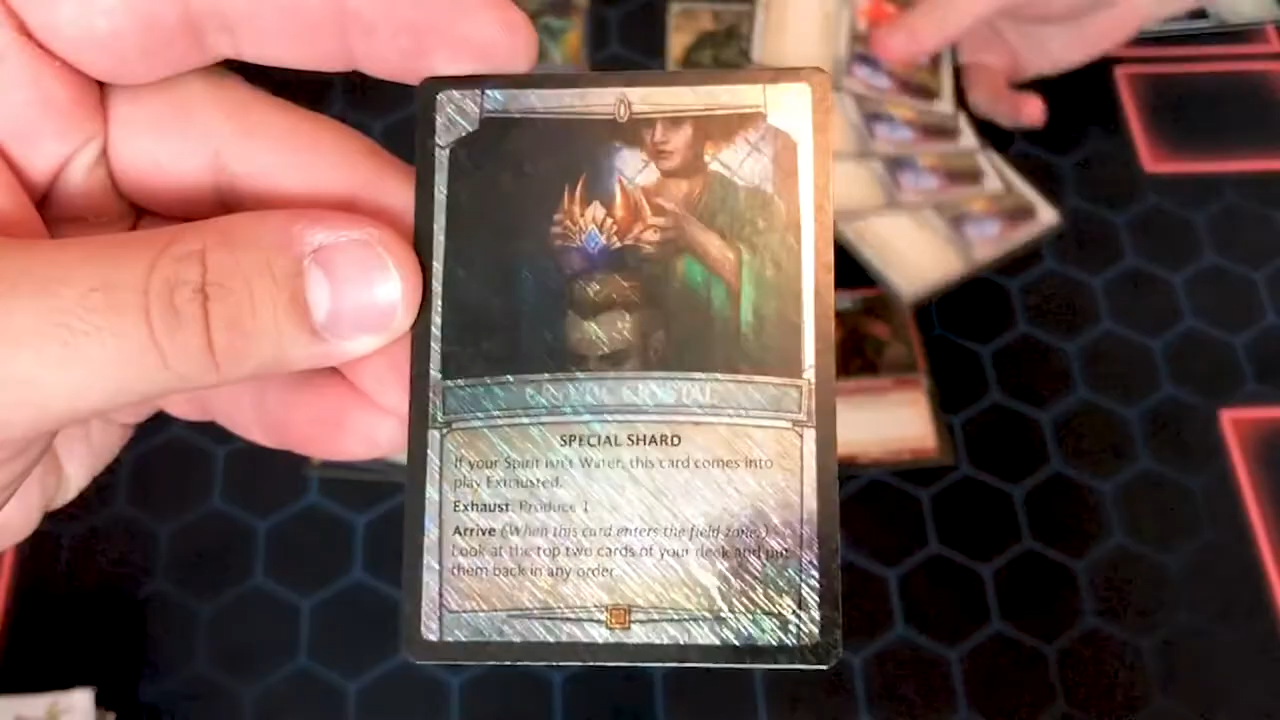 CRYSTAL
SPECIAL SHARD
If your Spirit isn't Water, this card comes into
play Exhausted.
Exhaust: Produce 1
Arrive (When this card enters the field zone.)
Look at the top two cards of your deck and put
them back in any order.